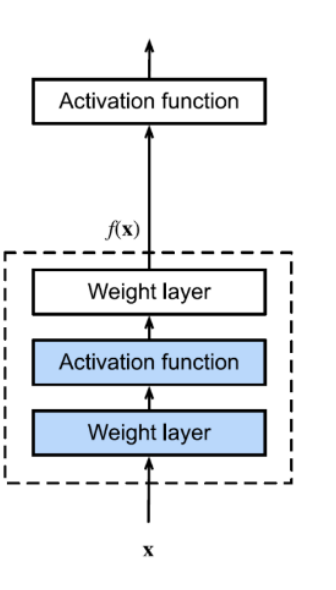 Activation function
f(x)
Weight layer
Activation function
Weight layer
x